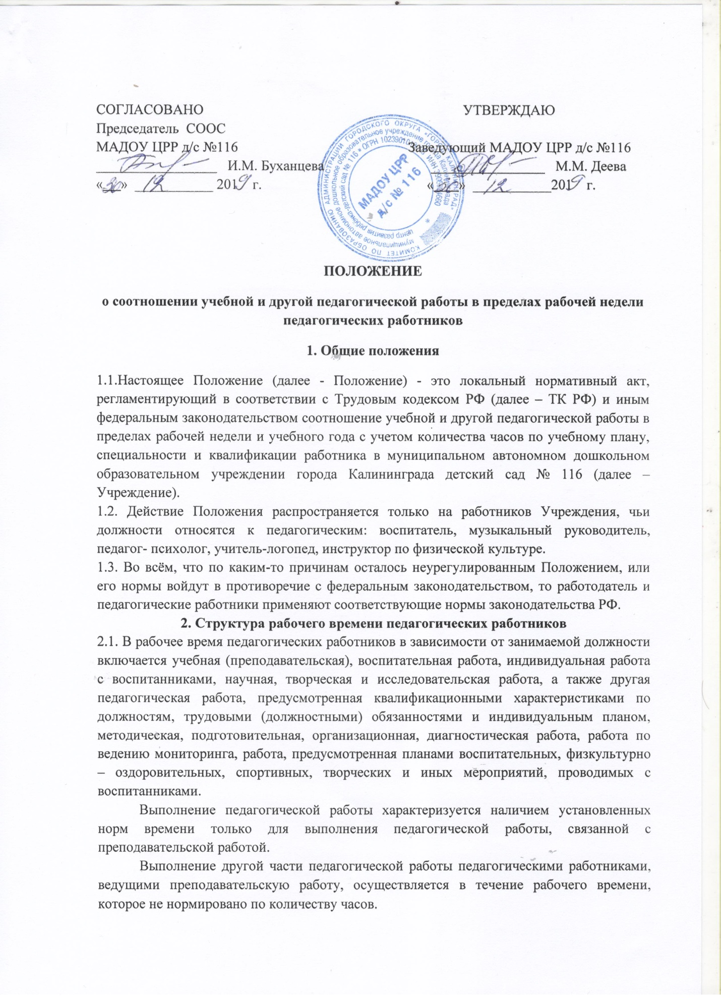 СОГЛАСОВАНО
Председатель СООС
МАДОУ ЦРР д/с №116
И.М. Буханцева
«30» 12 2019 г.
УТВЕРЖДАЮ
Заведующий МАДОУ ЦРР д/с №116
М.М. Деева
«30» 12 2019 г.
КОМИТЕТ ПО ОБРАЗОВАНИЮ АДМИНИСТРАЦИИ ГОРОДСКОГО ОКРУГА «ГОРОД КАЛИНИНГРАД»
муниципальное автономное дошкольное образовательное учреждение города Калининграда
центр развития ребенка-детский сад № 116 * ОГРН ИНН
МАДОУ ЦРР
д/с № 116
ПОЛОЖЕНИЕ
о соотношении учебной и другой педагогической работы в пределах рабочей недели
педагогических работников
1. Общие положения
1.1.Настоящее Положение (далее - Положение) - это локальный нормативный акт,
регламентирующий в соответствии с Трудовым кодексом РФ (далее – ТК РФ) и иным
федеральным законодательством соотношение учебной и другой педагогической работы в
пределах рабочей недели и учебного года с учетом количества часов по учебному плану,
специальности и квалификации работника в муниципальном автономном дошкольном
образовательном учреждении города Калининграда детский сад № 116 (далее –
Учреждение).
1.2. Действие Положения распространяется только на работников Учреждения, чьи
должности относятся к педагогическим: воспитатель, музыкальный руководитель,
педагог- психолог, учитель-логопед, инструктор по физической культуре.
1.3. Во всём, что по каким-то причинам осталось неурегулированным Положением, или
его нормы войдут в противоречие с федеральным законодательством, то работодатель и
педагогические работники применяют соответствующие нормы законодательства РФ.
2. Структура рабочего времени педагогических работников
2.1. В рабочее время педагогических работников в зависимости от занимаемой должности
включается учебная (преподавательская), воспитательная работа, индивидуальная работа
с воспитанниками, научная, творческая и исследовательская работа, а также другая
педагогическая работа, предусмотренная квалификационными характеристиками по
должностям, трудовыми (должностными) обязанностями и индивидуальным планом,
методическая, подготовительная, организационная, диагностическая работа, работа по
ведению мониторинга, работа, предусмотренная планами воспитательных, физкультурно
– оздоровительных, спортивных, творческих и иных мероприятий, проводимых с
воспитанниками.
Выполнение педагогической работы характеризуется наличием установленных
норм времени только для выполнения педагогической работы, связанной с
преподавательской работой.
Выполнение другой части педагогической работы педагогическими работниками,
ведущими преподавательскую работу, осуществляется в течение рабочего времени,
которое не нормировано по количеству часов.